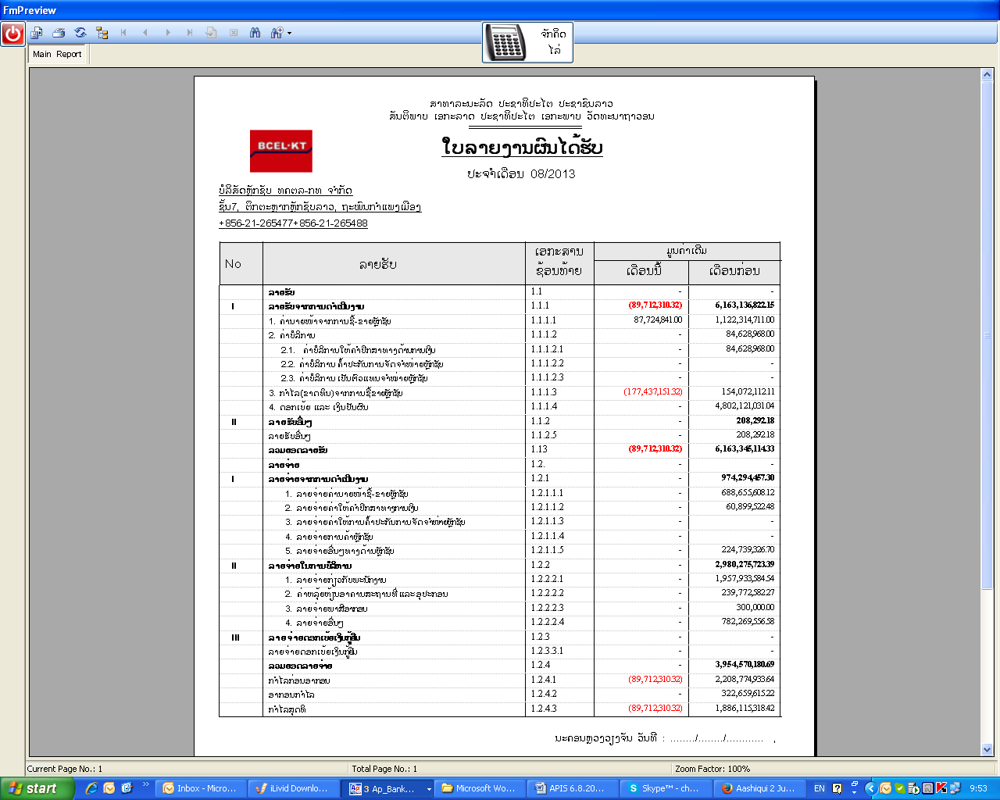 FmPreview
ຈັກຄິດ
ໄລ່
Main Report
ສາທາລະນະລັດ ປະຊາທິປະໄຕ ປະຊາຊົນລາວ
ສັນຕິພາບ ເອກະລາດ ປະຊາທິປະໄຕ ເອກະພາບ ວັດທະນາຖາວອນ
BCEL·KT
ໃບລາຍງານຜົນໄດ້ຮັບ
ປະຈຳເດືອນ 08/2013
ບໍລິສັດຫຼັກຊັບ ທຄຕລ-ກທ ຈຳກັດ
ຊັ້ນ7, ຕຶກຕະຫຼາດຫຼັກຊັບລາວ, ຖະໜົນກຳແພງເມືອງ
+856-21-265477+856-21-265488
No ລາຍຮັບ ເອກະສານ ຊ້ອນທ້າຍ ມູນຄ່າເດີມ
ເດືອນນີ້ ເດືອນກ່ອນ
ລາຍຮັບ 1.1 - -
I ລາຍຮັບຈາກການດຳເນີນງານ 1.1.1 (89,712,310.32) 6,163,136,822.15
1. ຄ່ານາຍໜ້າຈາກການຊື້-ຂາຍຫຼັກຊັບ 1.1.1.1 87,724,841.00 1,122,314,711.00
2. ຄ່າບໍລິການ 1.1.1.2 - 84,628,968.00
2.1. ຄ່າບໍລິການໃຫ້ຄຳປຶກສາທາງດ້ານການເງິນ 1.1.1.2.1 - 84,628,968.00
2.2. ຄ່າບໍລິການ ຄ້ຳປະກັນການຈັດຈຳໜ່າຍຫຼັກຊັບ 1.1.1.2.2 - -
2.3. ຄ່າບໍລິການ ເປັນຕົວແທນຈຳໜ່າຍຫຼັກຊັບ 1.1.1.2.3 - -
3. ກຳໄລ(ຂາດທຶນ)ຈາກການຊື້ຂາຍຫຼັກຊັບ 1.1.1.3 (177,437,151.32) 154,072,112.11
4. ດອກເບ້ຍ ແລະ ເງິນປັນຜົນ 1.1.1.4 - 4,802,121,031.04
II ລາຍຮັບອື່ນໆ 1.1.2 - 208,292.18
ລາຍຮັບອື່ນໆ 1.1.2.5 - 208,292.18
ລວມຍອດລາຍຮັບ 1.13 (89,712,310.32) 6,163,345,114.33
ລາຍຈ່າຍ 1.2. - -
I ລາຍຈ່າຍຈາກການດຳເນີນງານ 1.2.1 - 974,294,457.30
1. ລາຍຈ່າຍຄ່ານາຍໜ້າຊື້-ຂາຍຫຼັກຊັບ 1.2.1.1.1 - 688,655,608.12
2. ລາຍຈ່າຍຄ່າໃຫ້ຄຳປຶກສາທາງການເງິນ 1.2.1.1.2 - 60,899,522.48
3. ລາຍຈ່າຍຄ່າໃຫ້ການຄ້ຳປະກັນການຈັດຈຳໜ່າຍຫຼັກຊັບ 1.2.1.1.3 - -
4. ລາຍຈ່າຍການຄ້າຫຼັກຊັບ 1.2.1.1.4 - -
5. ລາຍຈ່າຍອື່ນໆທາງດ້ານຫຼັກຊັບ 1.2.1.1.5 - 224,739,326.70
II ລາຍຈ່າຍໃນການບໍລິການ 1.2.2 - 2,980,275,723.39
1. ລາຍຈ່າຍກ່ຽວກັບພະນັກງານ 1.2.2.2.1 - 1,957,933,584.54
2. ຄ່າຫລຸ້ຍຫ້ຽນອາຄານສະຖານທີ່ ແລະ ອຸປະກອນ 1.2.2.2.2 - 239,772,582.27
3. ລາຍຈ່າຍພາສີອາກອນ 1.2.2.2.3 - 300,000.00
4. ລາຍຈ່າຍອື່ນໆ 1.2.2.2.4 - 782,269,556.58
III ລາຍຈ່າຍດອກເບ້ຍເງິນກູ້ຢືມ 1.2.3 - -
ລາຍຈ່າຍດອກເບ້ຍເງິນກູ້ຢືມ 1.2.3.3.1 - -
ລວມຍອດລາຍຈ່າຍ 1.2.4 - 3,954,570,180.69
ກຳໄລກ່ອນອາກອນ 1.2.4.1 (89,712,310.32) 2,208,774,933.64
ອາກອນກຳໄລ 1.2.4.2 - 322,659,615.22
ກຳໄລສຸດທິ 1.2.4.3 (89,712,310.32) 1,886,115,318.42
ນະຄອນຫຼວງວຽງຈັນ ວັນທີ : ......../......../............ ,
Current Page No.: 1 Total Page No.: 1 Zoom Factor: 100%
start » Inbox - Micro... iLivid Downlo... 3 Ap_Bank... Microsoft Wo... APIS 6.8.20... Skype™ - ch... Aashiqui 2 Ju... EN 9:53